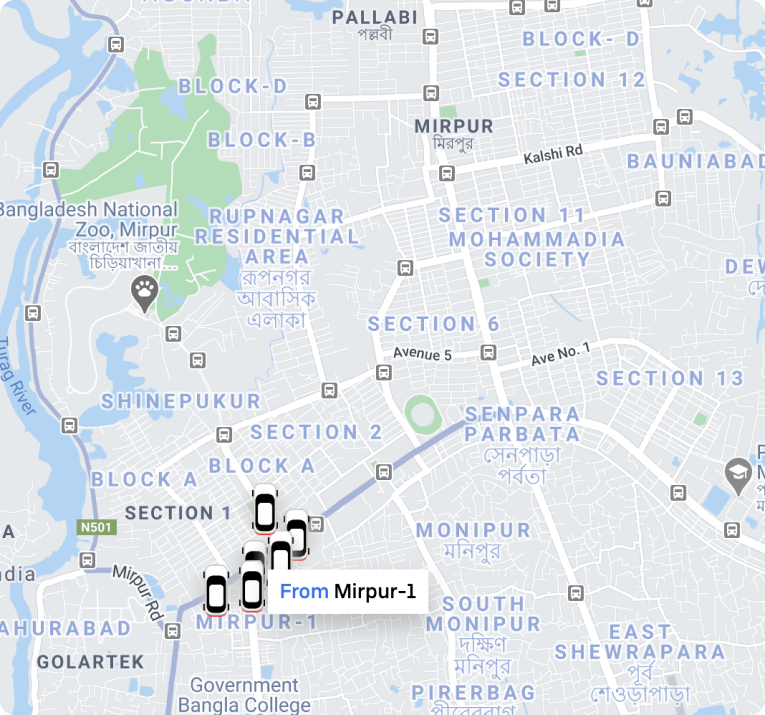 PALLABI
পল্লবী
BLOCK- D
SECTION 12
BLOCK-D
BLOCK-B
MIRPUR
মিরপুর
Kalshi Rd
BAUNIABAD
Bangladesh National
Zoo, Mirpur
বাংলাদেশ জাতীয়
চিড়িয়াখানা...
RUPNAGAR
RESIDENTIAL
AREA
রূপনগর
আবাসিক
এলাকা
SECTION 11
MOHAMMADIA
SOCIETY
DEW
SECTION 6
Avenue 5
Ave No. 1
SECTION 13
Turag River
SHINEPUKUR
SECTION 2
SENPARA
PARBATA
সেনপাড়া
পর্বতা
BLOCK A
BLOCK A
SECTION 1
N501
MONIPUR
মনিপুর
A
dia
Mirpur Rd
From Mirpur-1
MIRPUR-1
AHURABAD
GOLARTEK
SOUTH
MONIPUR
দক্ষিণ
মনিপুর
EAST
SHEWRAPARA
পূর্ব
শেওড়াপাড়া
PIRERBAG
পীরেরবাগ
Government
Bangla College